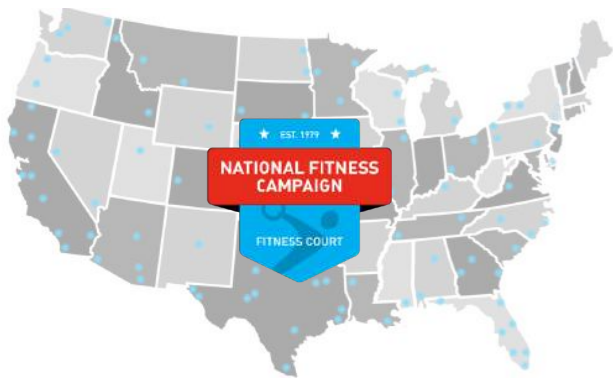 ★ EST. 1979 ★
NATIONAL FITNESS
CAMPAIGN
FITNESS COURT